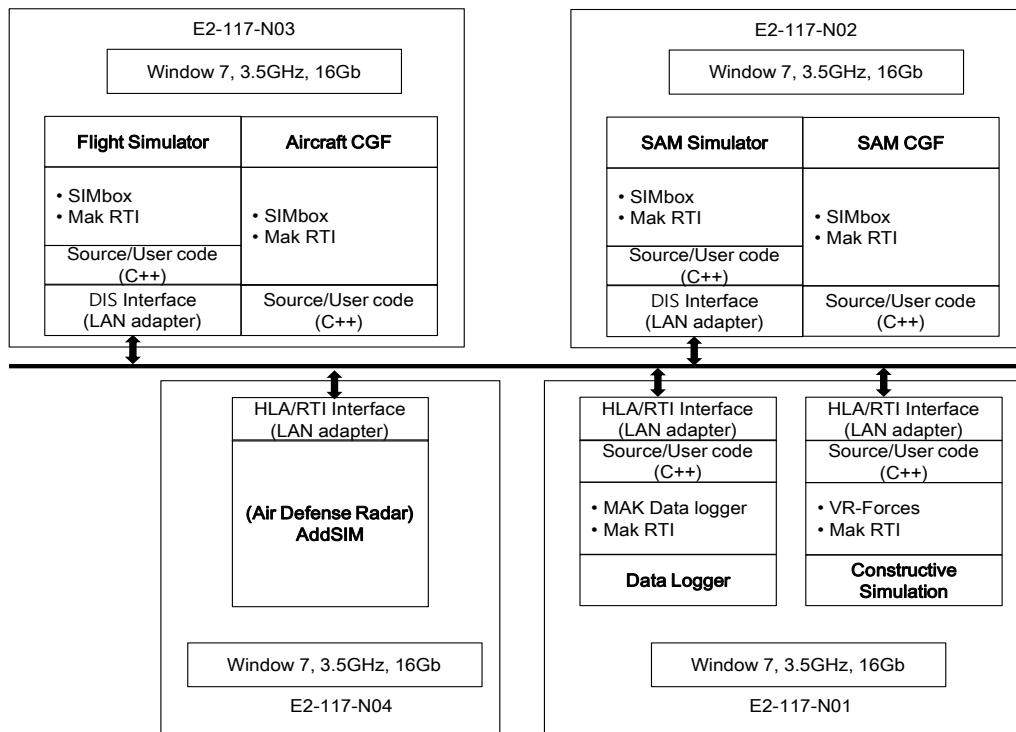 E2-117-N03
Window 7, 3.5GHz, 16Gb
Flight Simulator
• SIMbox
• Mak RTI
Source/User code
(C++)
DIS Interface
(LAN adapter)
Aircraft CGF
• SIMbox
• Mak RTI
Source/User code
(C++)
E2-117-N02
Window 7, 3.5GHz, 16Gb
SAM Simulator
• SIMbox
• Mak RTI
Source/User code
(C++)
DIS Interface
(LAN adapter)
SAM CGF
• SIMbox
• Mak RTI
Source/User code
(C++)
HLA/RTI Interface
(LAN adapter)
(Air Defense Radar)
AddSIM
Window 7, 3.5GHz, 16Gb
E2-117-N04
HLA/RTI Interface
(LAN adapter)
Source/User code
(C++)
• MAK Data logger
• Mak RTI
Data Logger
HLA/RTI Interface
(LAN adapter)
Source/User code
(C++)
• VR-Forces
• Mak RTI
Constructive
Simulation
Window 7, 3.5GHz, 16Gb
E2-117-N01